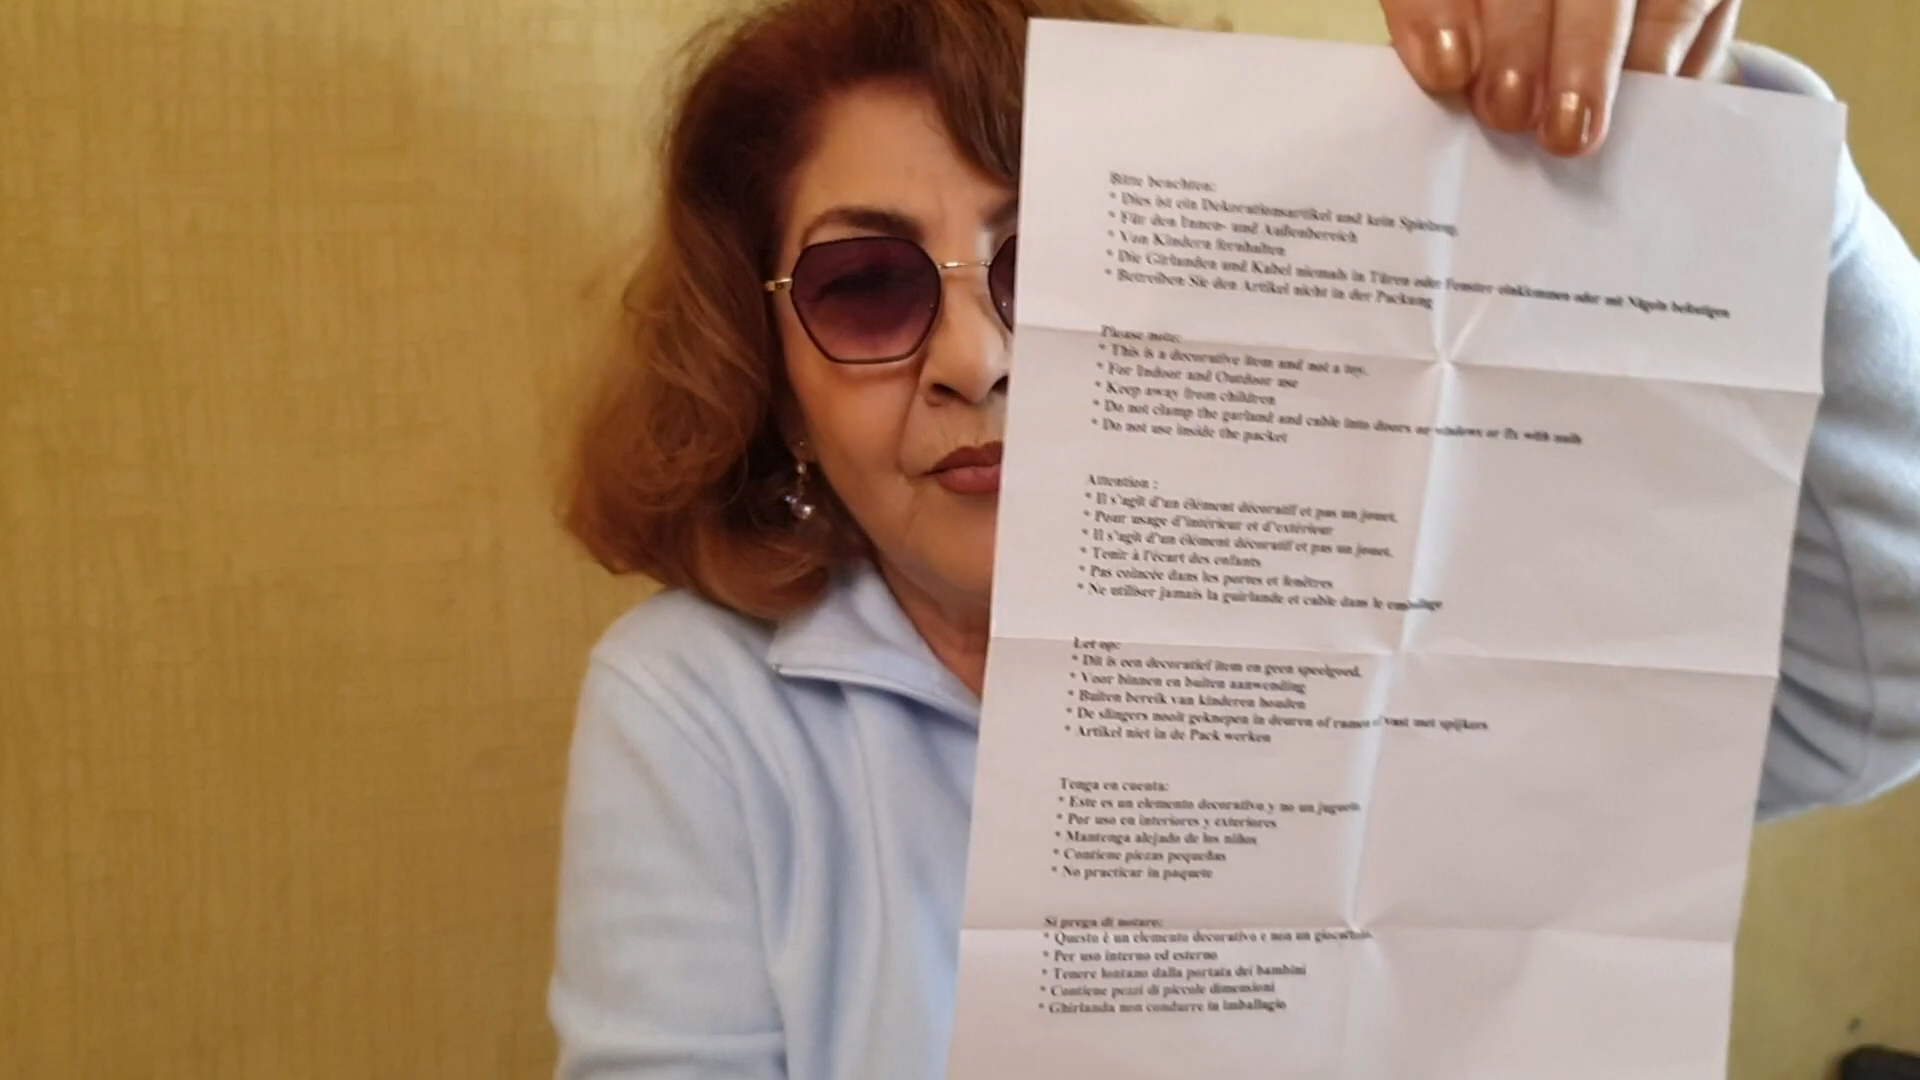 Bitte beachten:
* Dies ist ein Dekorationsartikel und kein Spielzeug.
* Für den Innen- und Außenbereich
* Von Kindern fernhalten
* Die Girlanden und Kabel niemals in Türen oder Fenster einklemmen oder mit Nägeln befestigen
* Betreiben Sie den Artikel nicht in der Packung
Please note:
* This is a decorative item and not a toy.
* For Indoor and Outdoor use
* Keep away from children
* Do not clamp the garland and cable into doors or windows or fix with nails
* Do not use inside the packet
Attention :
* Il s'agit d'un élément décoratif et pas un jouet.
* Pour usage d'intérieur et d'extérieur
* Il s'agit d'un élément décoratif et pas un jouet.
* Tenir à l'écart des enfants
* Pas coincée dans les portes et fenêtres
* Ne utiliser jamais la guirlande et cable dans le
Let op:
* Dit is een decoratief item en geen speelgoed.
* Voor binnen en buiten aanwending
* Buiten bereik van kinderen houden
* De slingers nooit geknepen in deuren of ramen of vast met spijkers
* Artikel niet in de Pack werken
Tenga en cuenta:
* Este es un elemento decorativo y no un juguete
* Por uso en interiores y exteriores
* Mantenga alejado de los niños
* Contiene piezas pequeñas
* No practicar in paquete
Si prega di notare:
* Questo è un elemento decorativo e non un giocattolo
* Per uso interno ed esterno
* Tenere lontano dalla portata dei bambini
* Contiene pezzi di piccole dimensioni
* Ghirlanda non condurre in imballagio